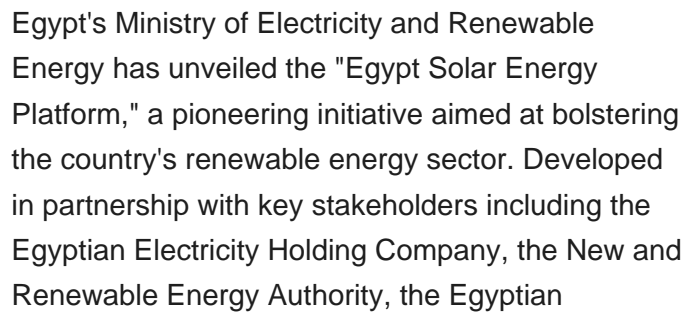 Egypt's Ministry of Electricity and Renewable
Energy has unveiled the "Egypt Solar Energy
Platform," a pioneering initiative aimed at bolstering
the country's renewable energy sector. Developed
in partnership with key stakeholders including the
Egyptian Electricity Holding Company, the New and
Renewable Energy Authority, the Egyptian